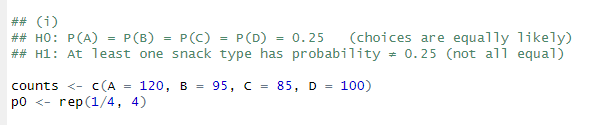 ## (i)
## H0: P(A) = P(B) = P(C) = P(D) = 0.25   (choices are equally likely)
## H1: At least one snack type has probability ≠ 0.25 (not all equal)
counts <- c(A = 120, B = 95, C = 85, D = 100)
p0 <- rep(1/4, 4)